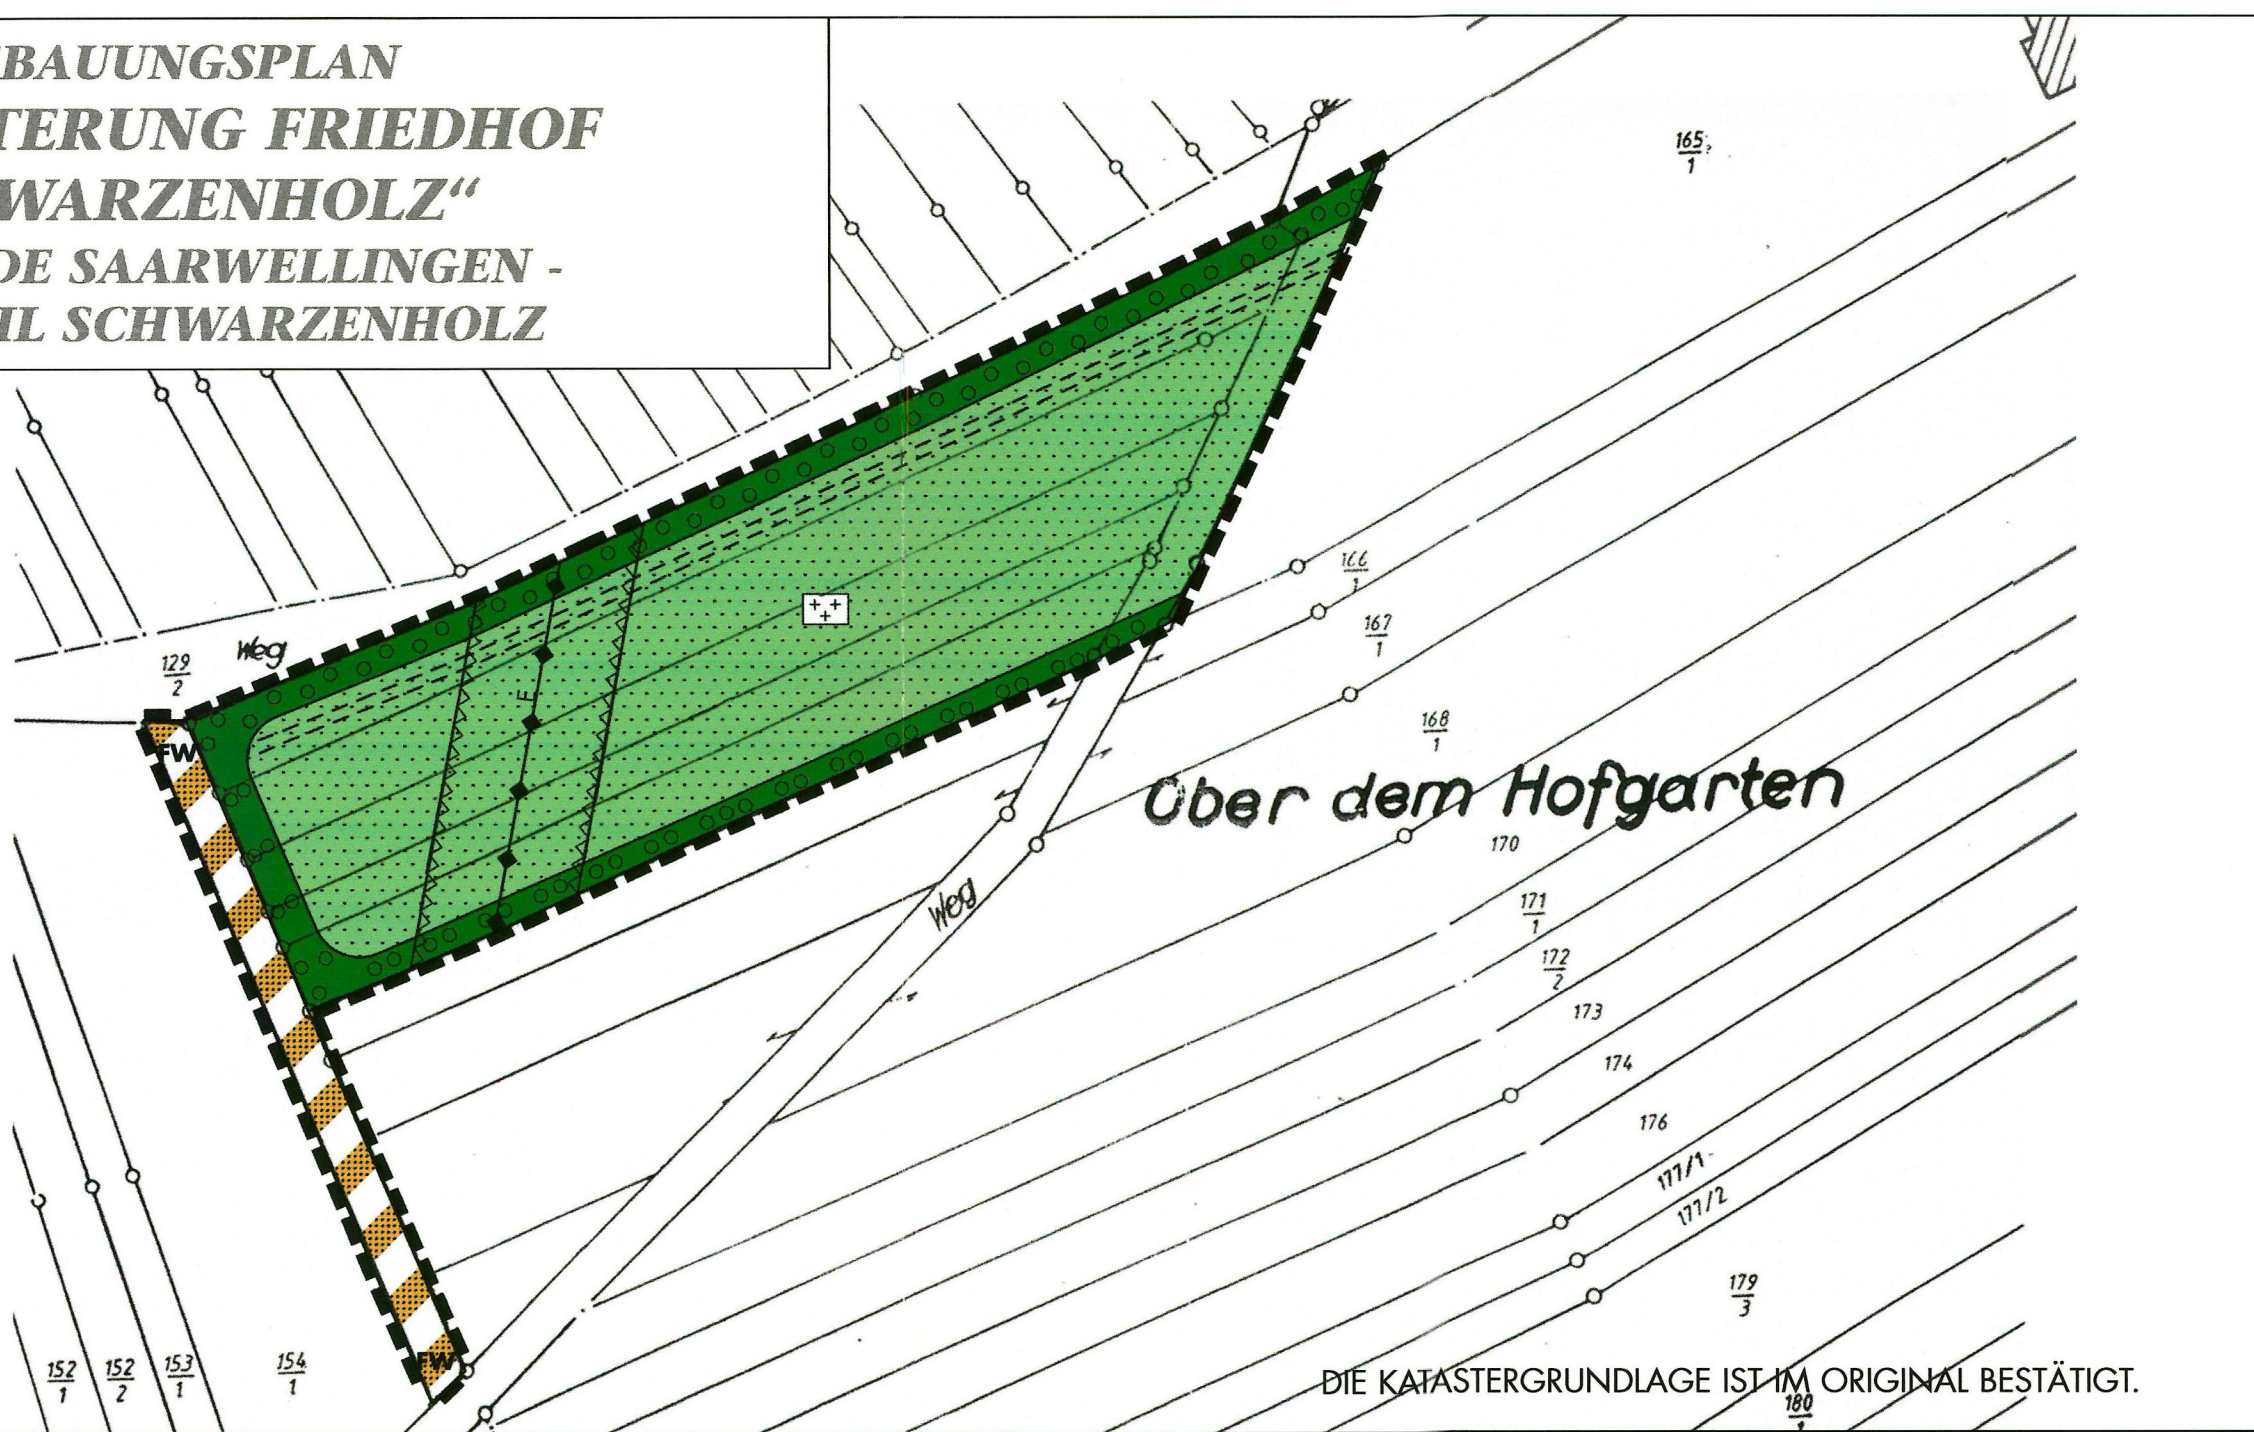 BAUUNGSPLAN
TERUNG FRIEDHOF
WARZENHOLZ“
DE SAARWELLINGEN -
IL SCHWARZENHOLZ
165
1
166
1
167
1
168
1
Weg
129
2
FW
E
Ober dem Hofgarten
170
Weg
171
1
172
2
173
174
176
177/1
177/2
179
3
FW
152
1
152
2
153
1
154
1
DIE KATASTERGRUNDLAGE IST IM ORIGINAL BESTÄTIGT.
180
1